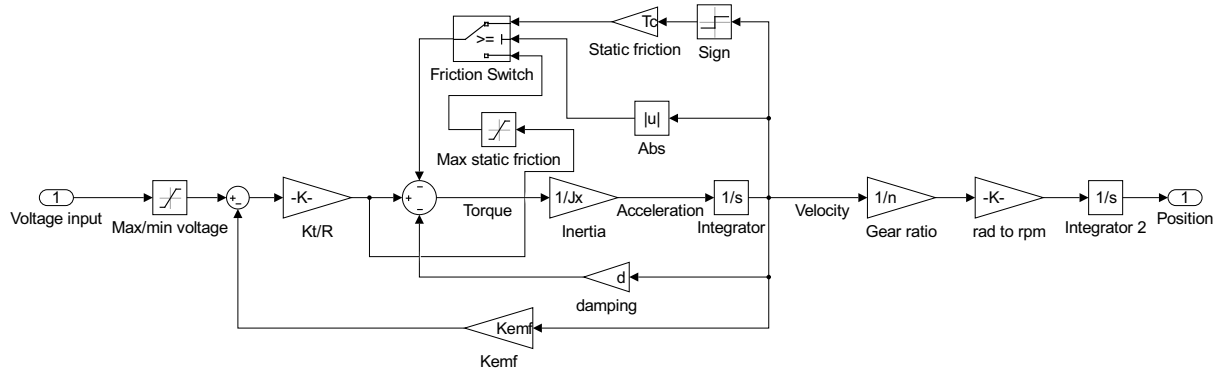 Tc
Static friction
Sign
>=
Friction Switch
|u|
Abs
Max static friction
1
Voltage input
Max/min voltage
+
−
-K-
Kt/R
−
+
−
Torque
1/Jx
Inertia
Acceleration
1/s
Integrator
Velocity
1/n
Gear ratio
-K-
rad to rpm
1/s
Integrator 2
1
Position
d
damping
Kemf
Kemf